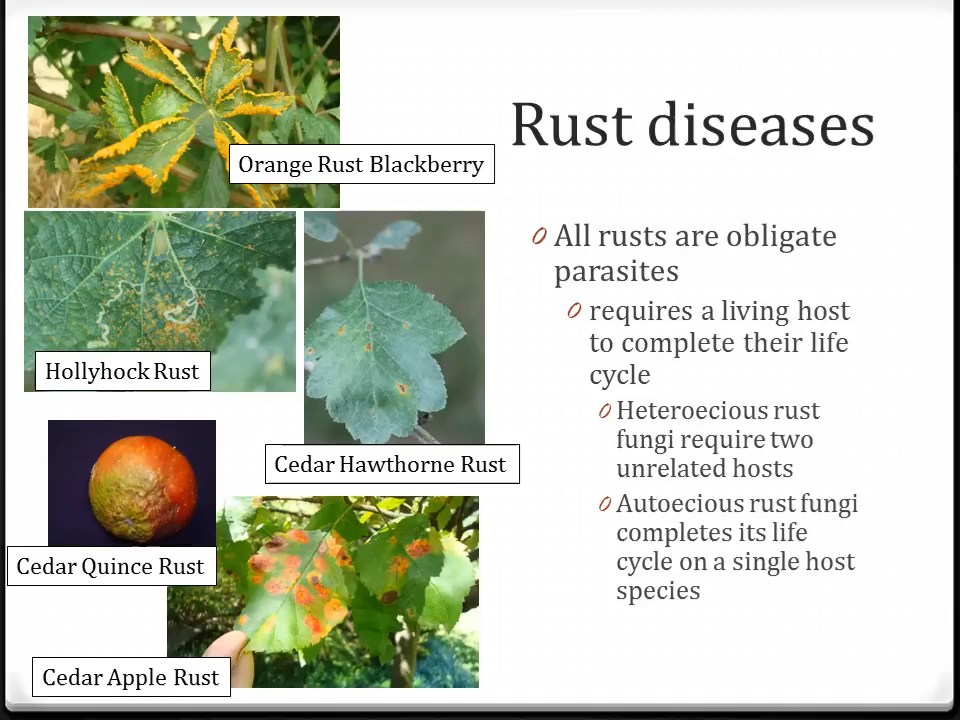 Rust diseases
Orange Rust Blackberry
Hollyhock Rust
Cedar Hawthorne Rust
Cedar Quince Rust
Cedar Apple Rust
All rusts are obligate
parasites
requires a living host
to complete their life
cycle
Heteroecious rust
fungi require two
unrelated hosts
Autoecious rust fungi
completes its life
cycle on a single host
species